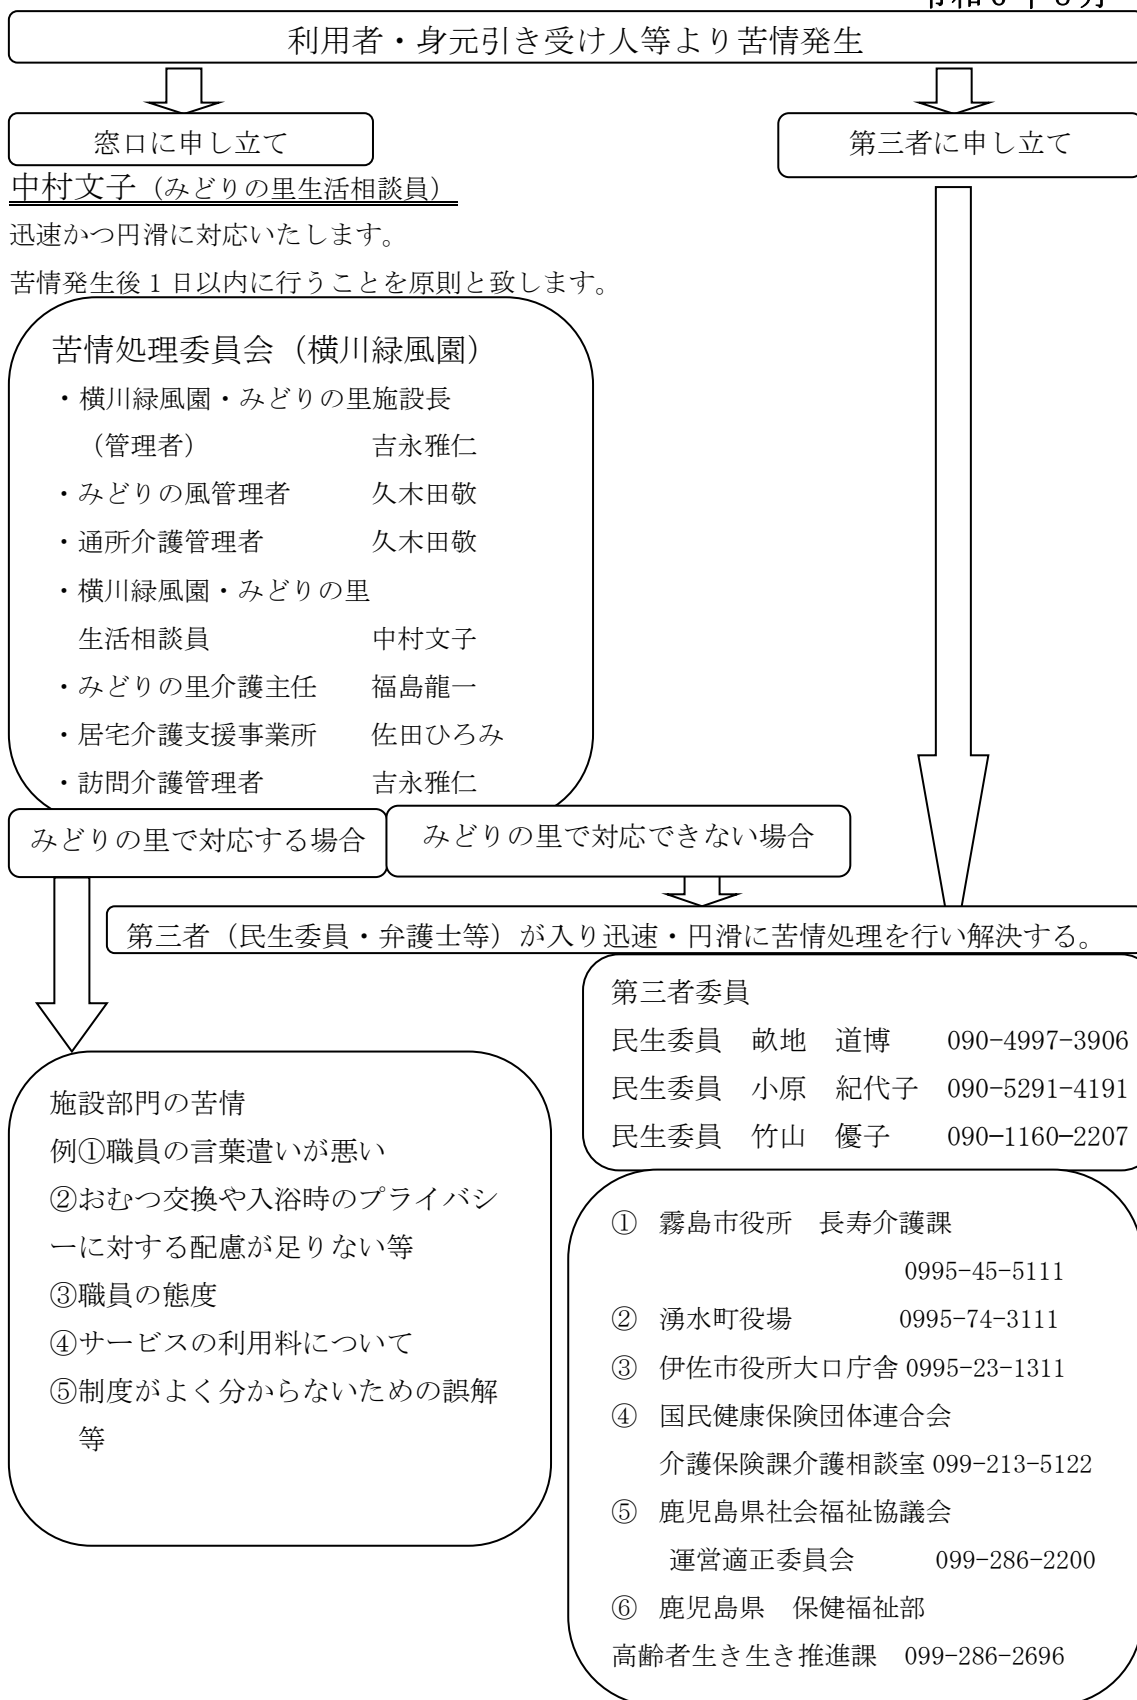 利用者・身元引き受け人等より苦情発生
窓口に申し立て
第三者に申し立て
中村文子（みどりの里生活相談員）
迅速かつ円滑に対応いたします。
苦情発生後1日以内に行うことを原則と致します。
苦情処理委員会（横川緑風園）
・横川緑風園・みどりの里施設長
（管理者）　吉永雅仁
・みどりの風管理者　久木田敬
・通所介護管理者　久木田敬
・横川緑風園・みどりの里
生活相談員　中村文子
・みどりの里介護主任　福島龍一
・居宅介護支援事業所　佐田ひろみ
・訪問介護管理者　吉永雅仁
みどりの里で対応する場合
みどりの里で対応できない場合
第三者（民生委員・弁護士等）が入り迅速・円滑に苦情処理を行い解決する。
第三者委員
民生委員　畝地　道博　090-4997-3906
民生委員　小原　紀代子　090-5291-4191
民生委員　竹山　優子　090-1160-2207
施設部門の苦情
例①職員の言葉遣いが悪い
②おむつ交換や入浴時のプライバシ
ーに対する配慮が足りない等
③職員の態度
④サービスの利用料について
⑤制度がよく分からないための誤解
等
①　霧島市役所　長寿介護課
0995-45-5111
②　湧水町役場　0995-74-3111
③　伊佐市役所大口庁舎 0995-23-1311
④　国民健康保険団体連合会
介護保険課介護相談室 099-213-5122
⑤　鹿児島県社会福祉協議会
運営適正委員会　099-286-2200
⑥　鹿児島県　保健福祉部
高齢者生き生き推進課　099-286-2696